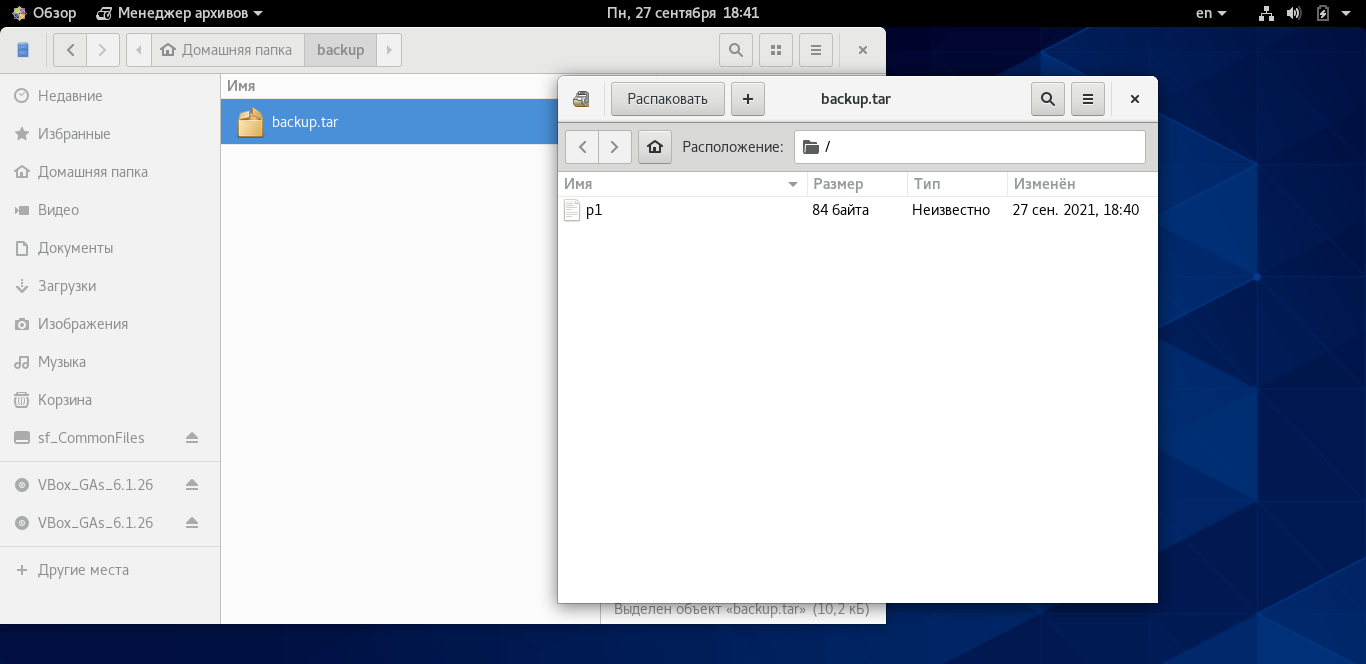 Обзор Менеджер архивов Пн, 27 сентября 18:41 en
Домашняя папка backup
Имя
Недавние
Избранные
Домашняя папка
Видео
Документы
Загрузки
Изображения
Музыка
Корзина
sf_CommonFiles
VBox_GAs_6.1.26
VBox_GAs_6.1.26
+ Другие места
backup.tar
Выделен объект «backup.tar» (10,2 кБ)
Распаковать + backup.tar
Расположение: /
Имя Размер Тип Изменён
p1 84 байта Неизвестно 27 сен. 2021, 18:40